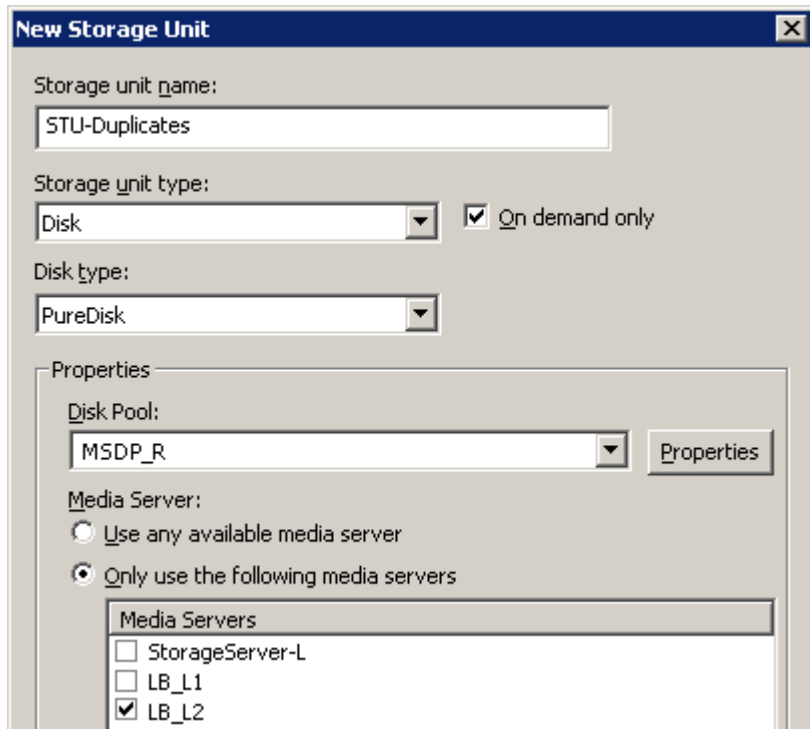 New Storage Unit
Storage unit name:
STU-Duplicates
Storage unit type:
Disk
On demand only
Disk type:
PureDisk
Properties
Disk Pool:
MSDP_R
Properties
Media Server:
Use any available media server
Only use the following media servers
Media Servers
StorageServer-L
LB_L1
LB_L2